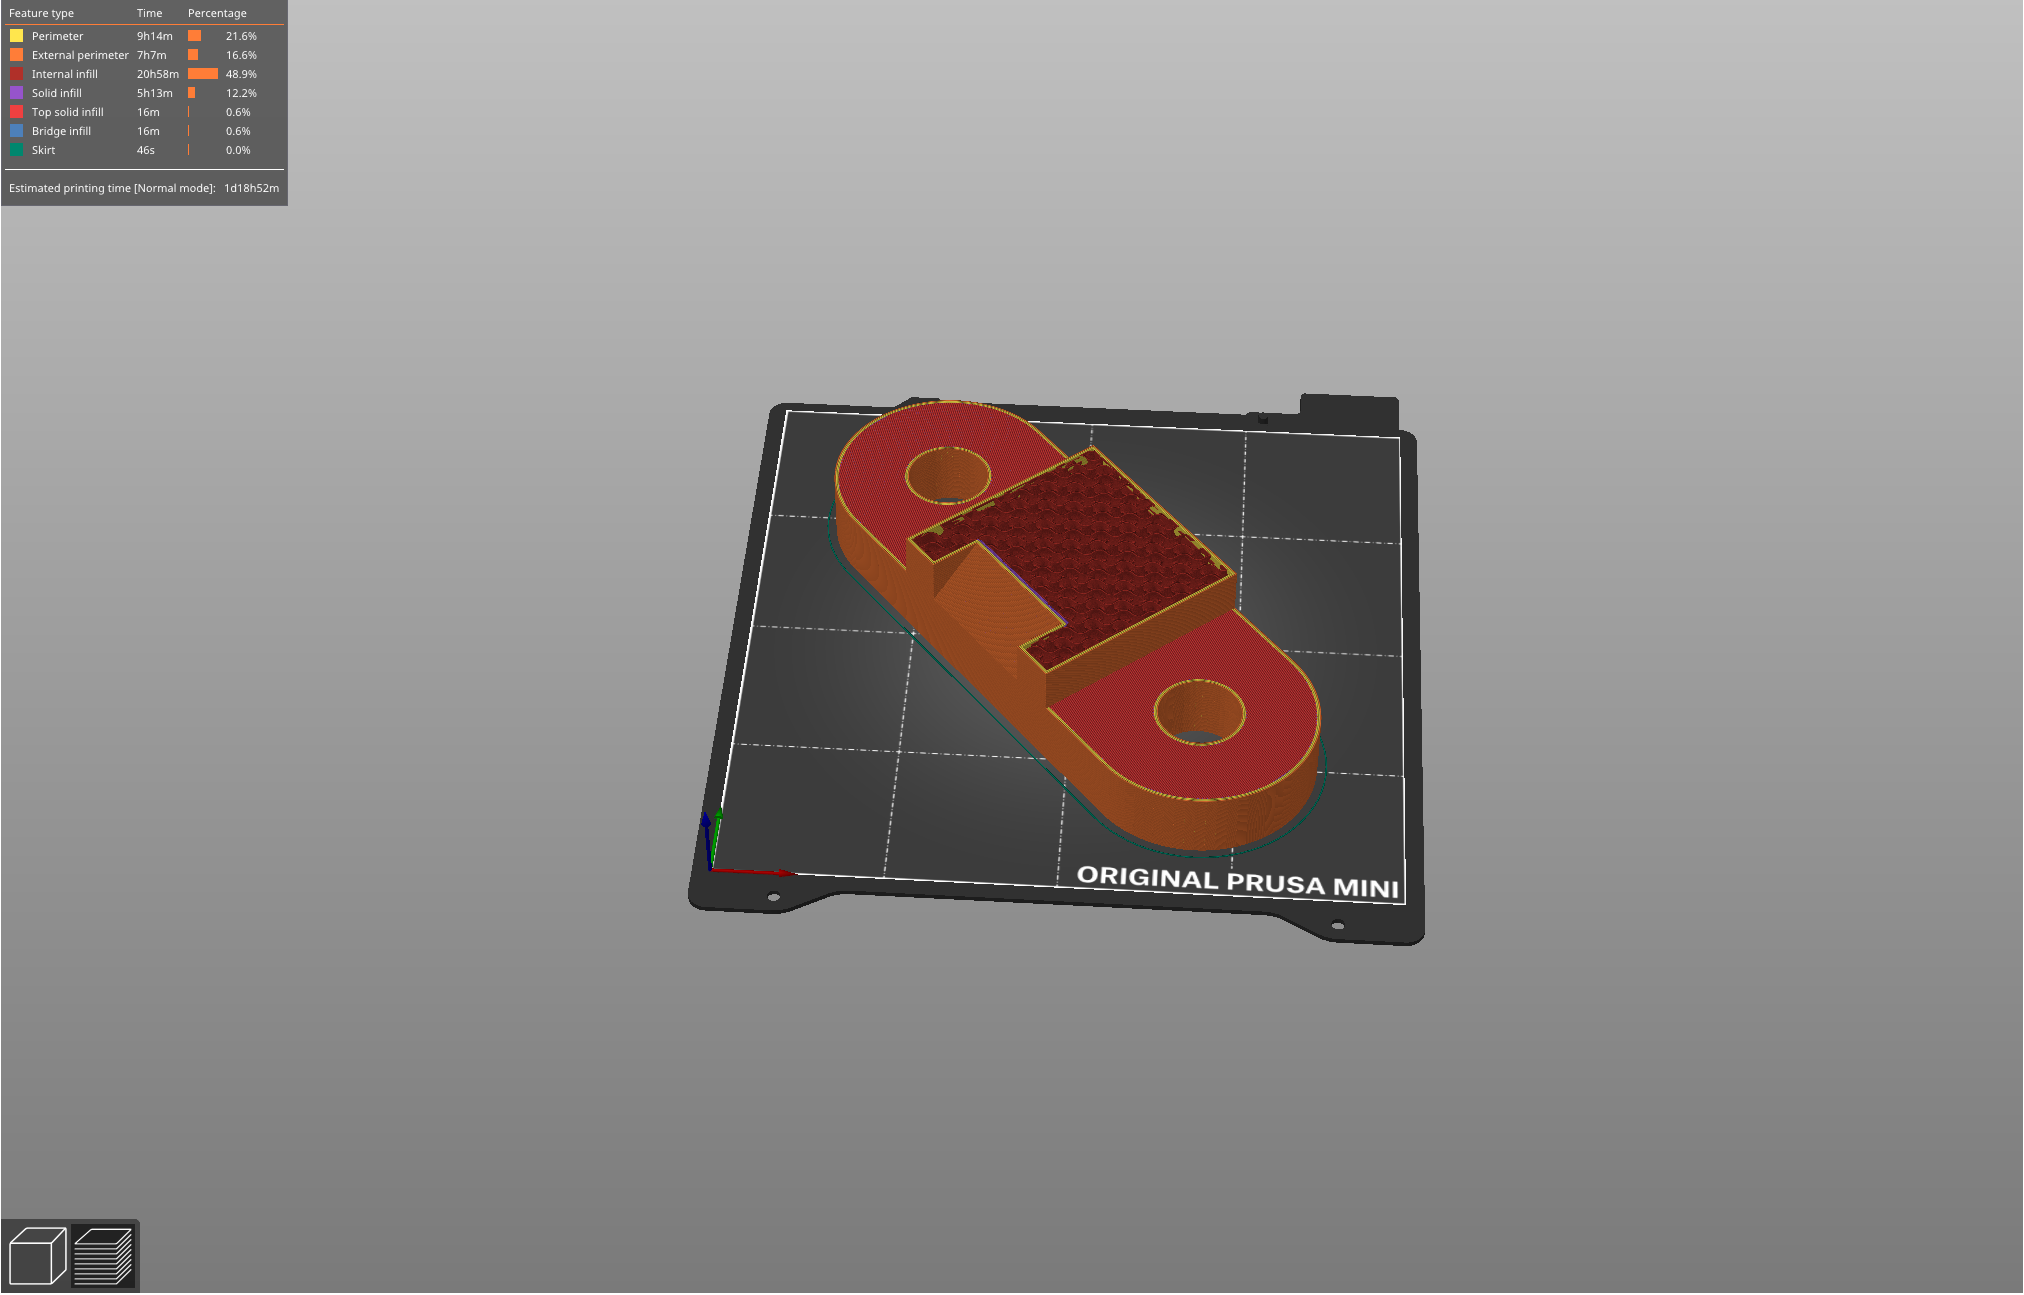 Feature type Time Percentage
Perimeter 9h14m 21.6%
External perimeter 7h7m 16.6%
Internal infill 20h58m 48.9%
Solid infill 5h13m 12.2%
Top solid infill 16m 0.6%
Bridge infill 16m 0.6%
Skirt 46s 0.0%
Estimated printing time [Normal mode]: 1d18h52m
ORIGINAL PRUSA MINI